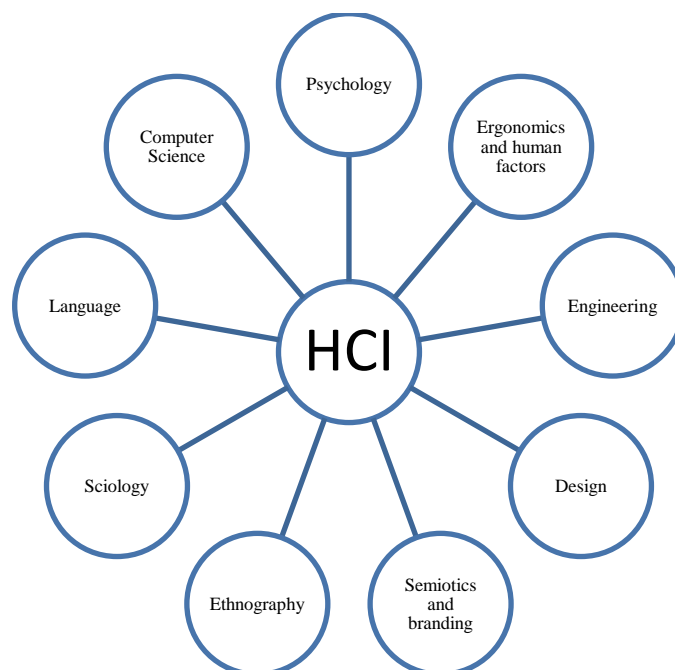 Psychology
Ergonomics
and human
factors
Engineering
Design
Semiotics
and
branding
Ethnography
Sciology
Language
Computer
Science
HCI